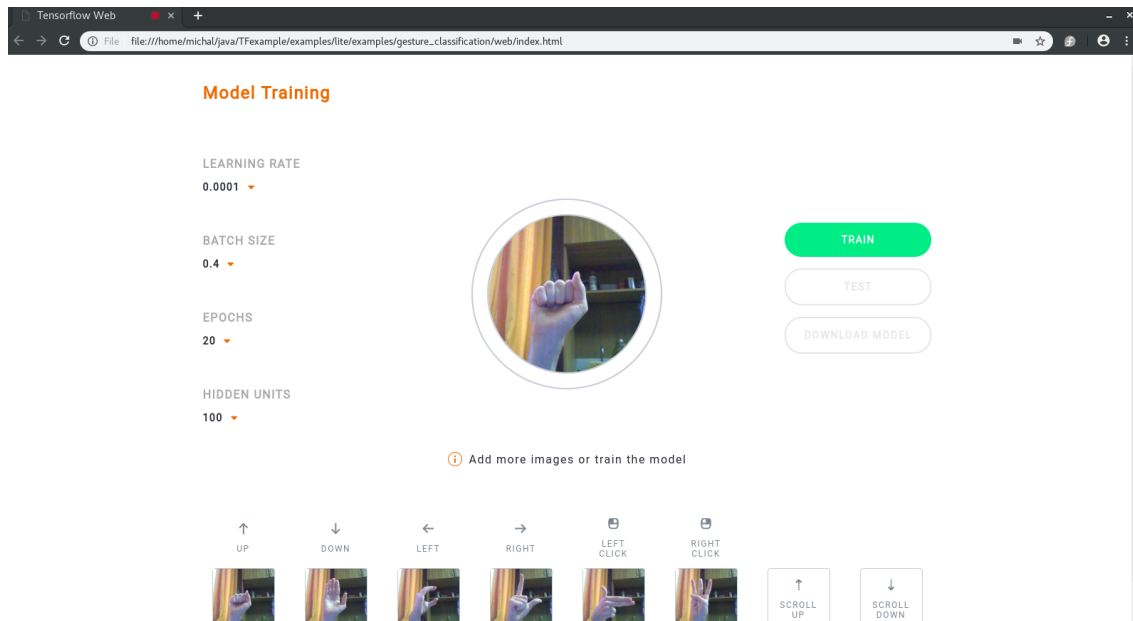 Tensorflow Web
File file:///home/michal/java/TFexample/examples/lite/examples/gesture_classification/web/index.html
Model Training
LEARNING RATE
0.0001
BATCH SIZE
0.4
EPOCHS
20
HIDDEN UNITS
100
TRAIN
TEST
DOWNLOAD MODEL
Add more images or train the model
UP
DOWN
LEFT
RIGHT
LEFT
CLICK
RIGHT
CLICK
SCROLL
UP
SCROLL
DOWN